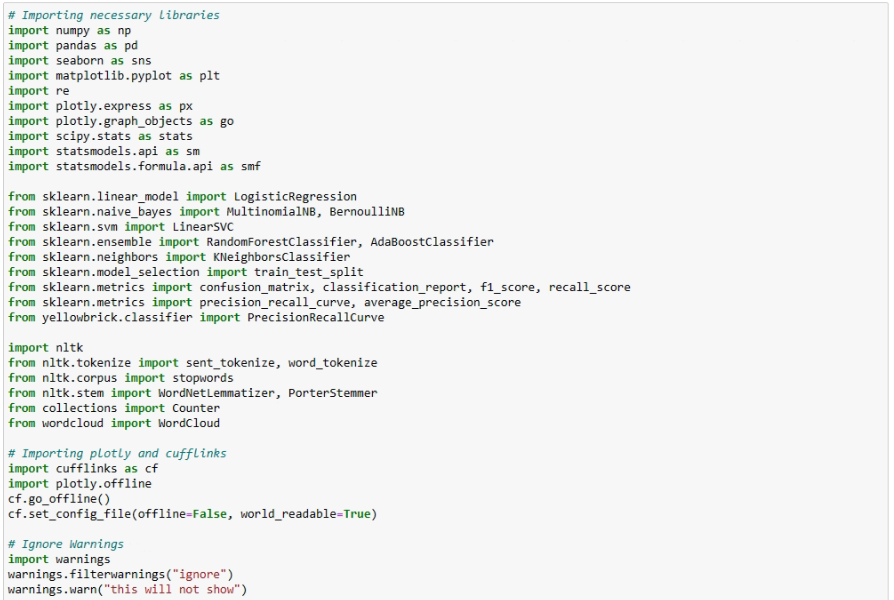 # Importing necessary libraries
import numpy as np
import pandas as pd
import seaborn as sns
import matplotlib.pyplot as plt
import re
import plotly.express as px
import plotly.graph_objects as go
import scipy.stats as stats
import statsmodels.api as sm
import statsmodels.formula.api as smf
from sklearn.linear_model import LogisticRegression
from sklearn.naive_bayes import MultinomialNB, BernoulliNB
from sklearn.svm import LinearSVC
from sklearn.ensemble import RandomForestClassifier, AdaBoostClassifier
from sklearn.neighbors import KNeighborsClassifier
from sklearn.model_selection import train_test_split
from sklearn.metrics import confusion_matrix, classification_report, f1_score, recall_score
from sklearn.metrics import precision_recall_curve, average_precision_score
from yellowbrick.classifier import PrecisionRecallCurve
import nltk
from nltk.tokenize import sent_tokenize, word_tokenize
from nltk.corpus import stopwords
from nltk.stem import WordNetLemmatizer, PorterStemmer
from collections import Counter
from wordcloud import WordCloud
# Importing plotly and cufflinks
import cufflinks as cf
import plotly.offline
cf.go_offline()
cf.set_config_file(offline=False, world_readable=True)
# Ignore Warnings
import warnings
warnings.filterwarnings("ignore")
warnings.warn("this will not show")